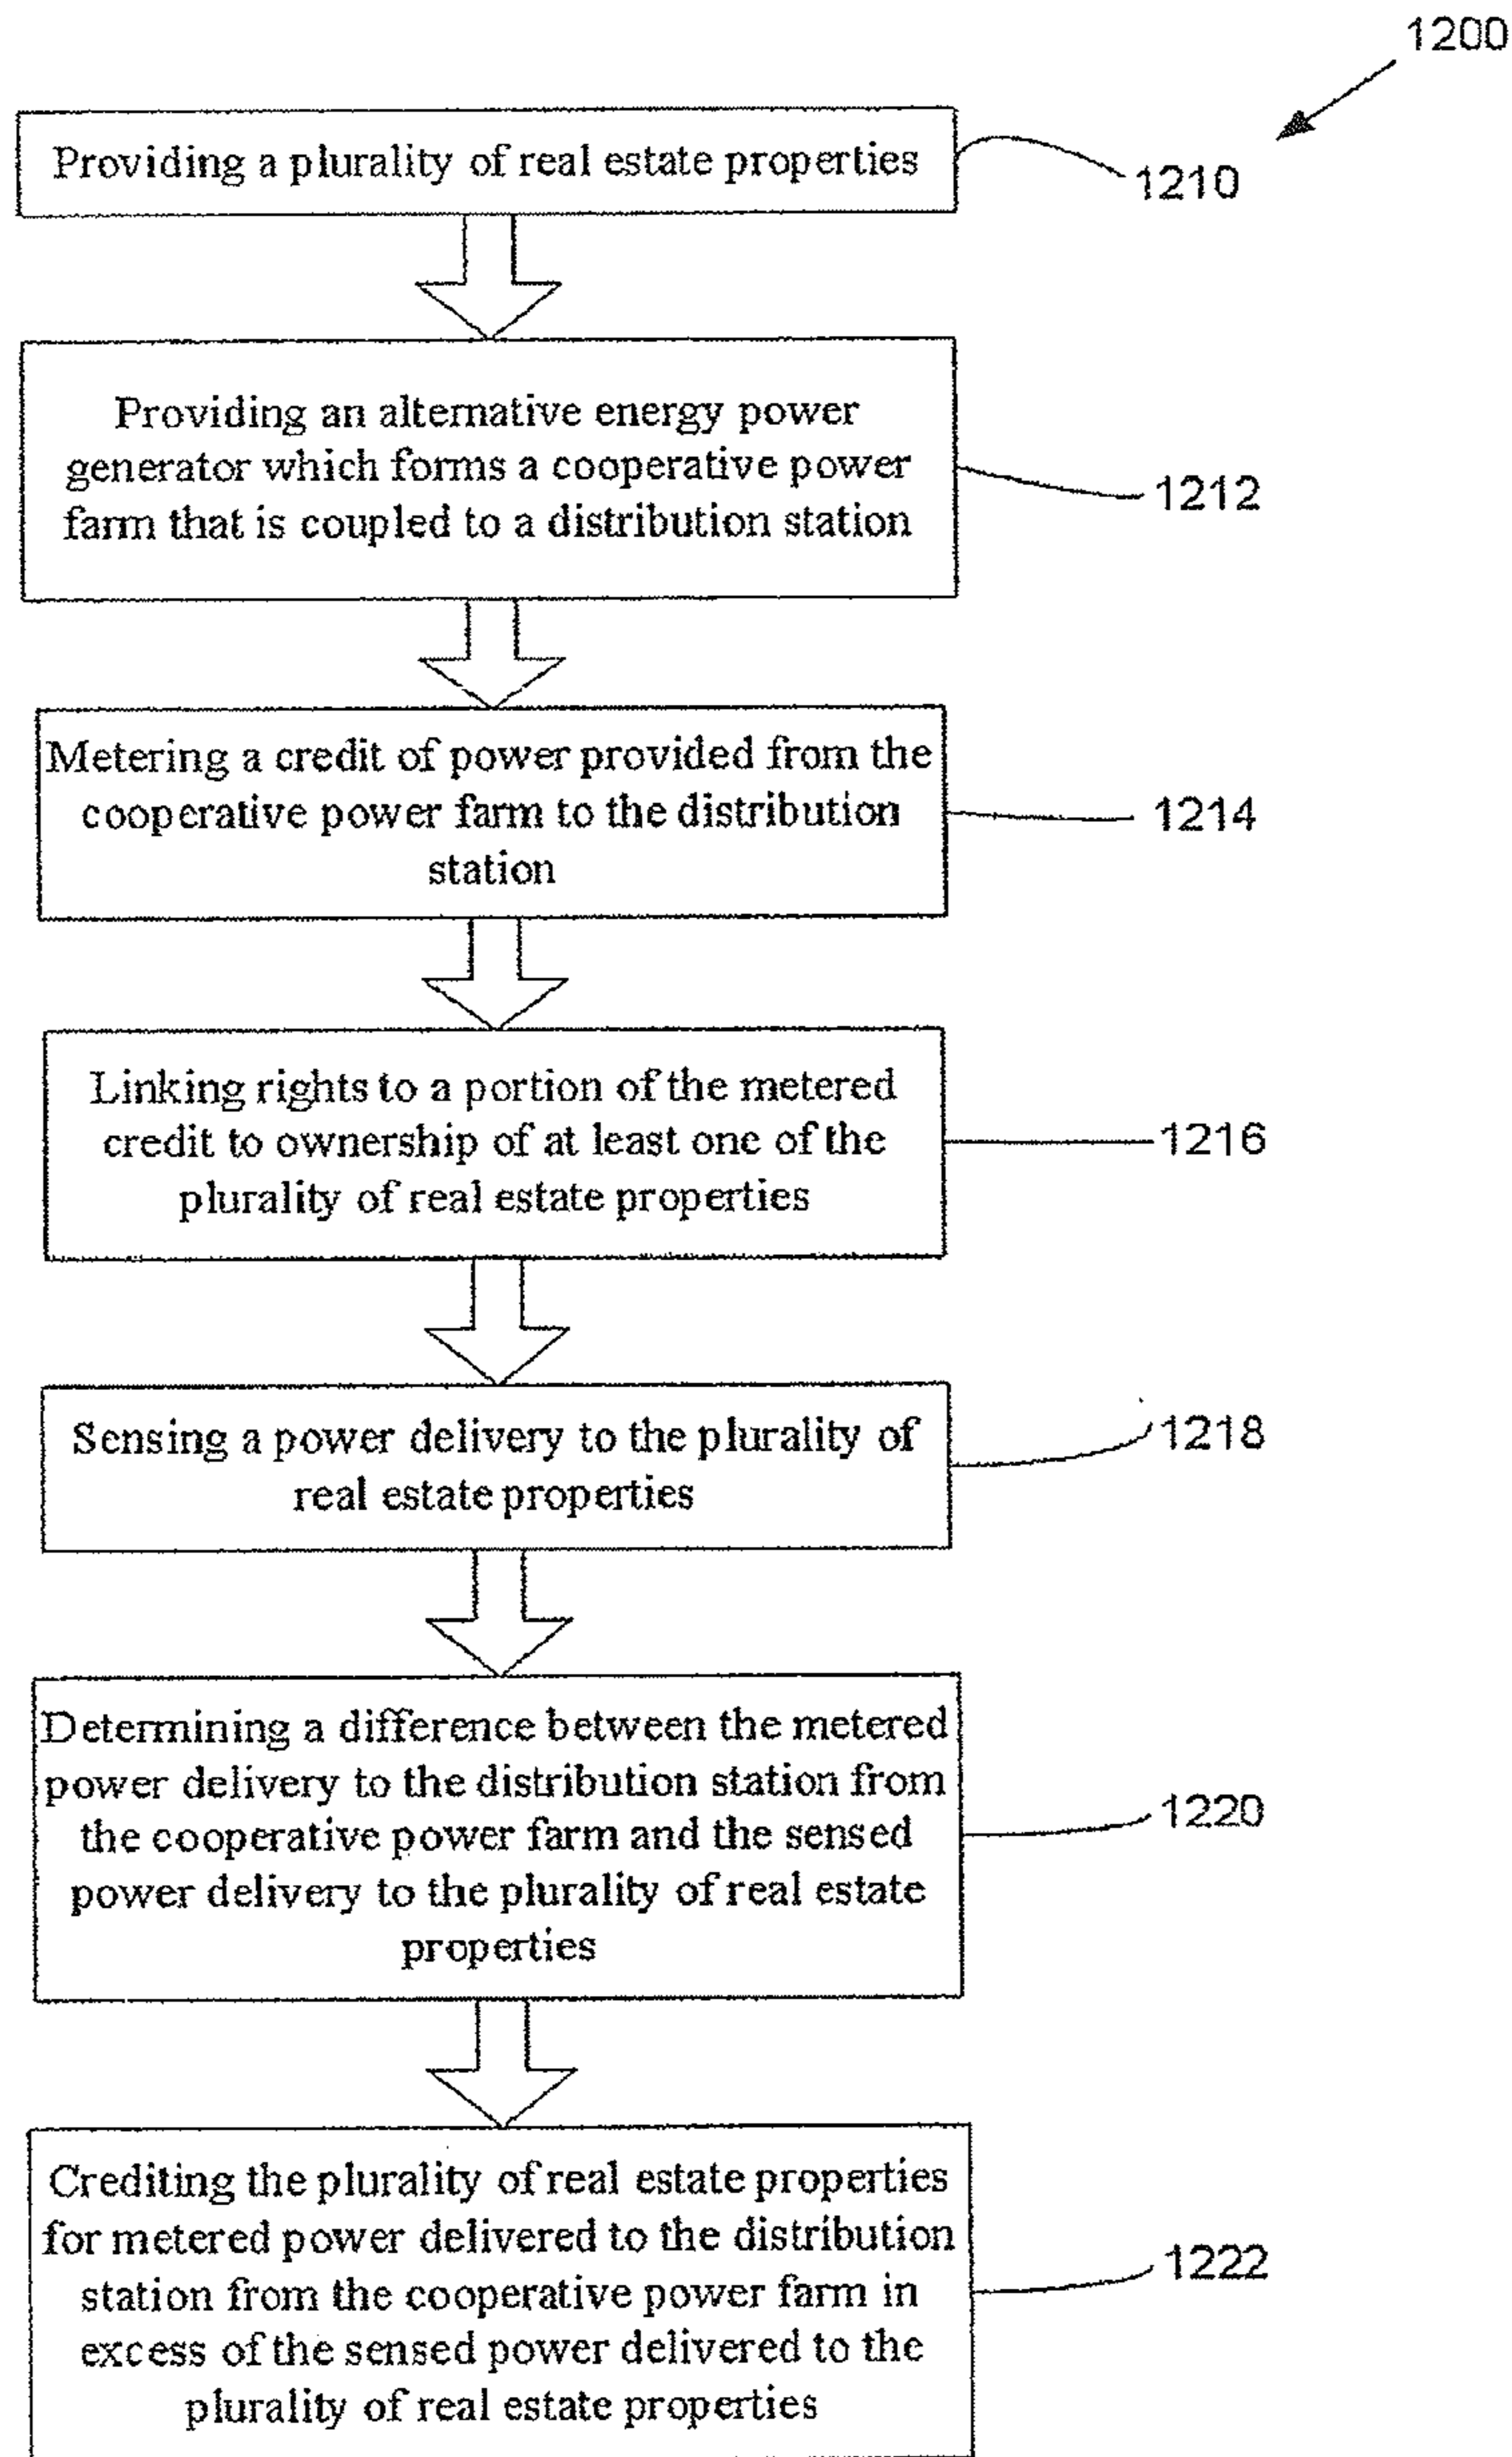 1200
Providing a plurality of real estate properties
1210
Providing an alternative energy power
generator which forms a cooperative power
farm that is coupled to a distribution station
1212
Metering a credit of power provided from the
cooperative power farm to the distribution
station
1214
Linking rights to a portion of the metered
credit to ownership of at least one of the
plurality of real estate properties
1216
Sensing a power delivery to the plurality of
real estate properties
1218
Determining a difference between the metered
power delivery to the distribution station from
the cooperative power farm and the sensed
power delivery to the plurality of real estate
properties
1220
Crediting the plurality of real estate properties
for metered power delivered to the distribution
station from the cooperative power farm in
excess of the sensed power delivered to the
plurality of real estate properties
1222